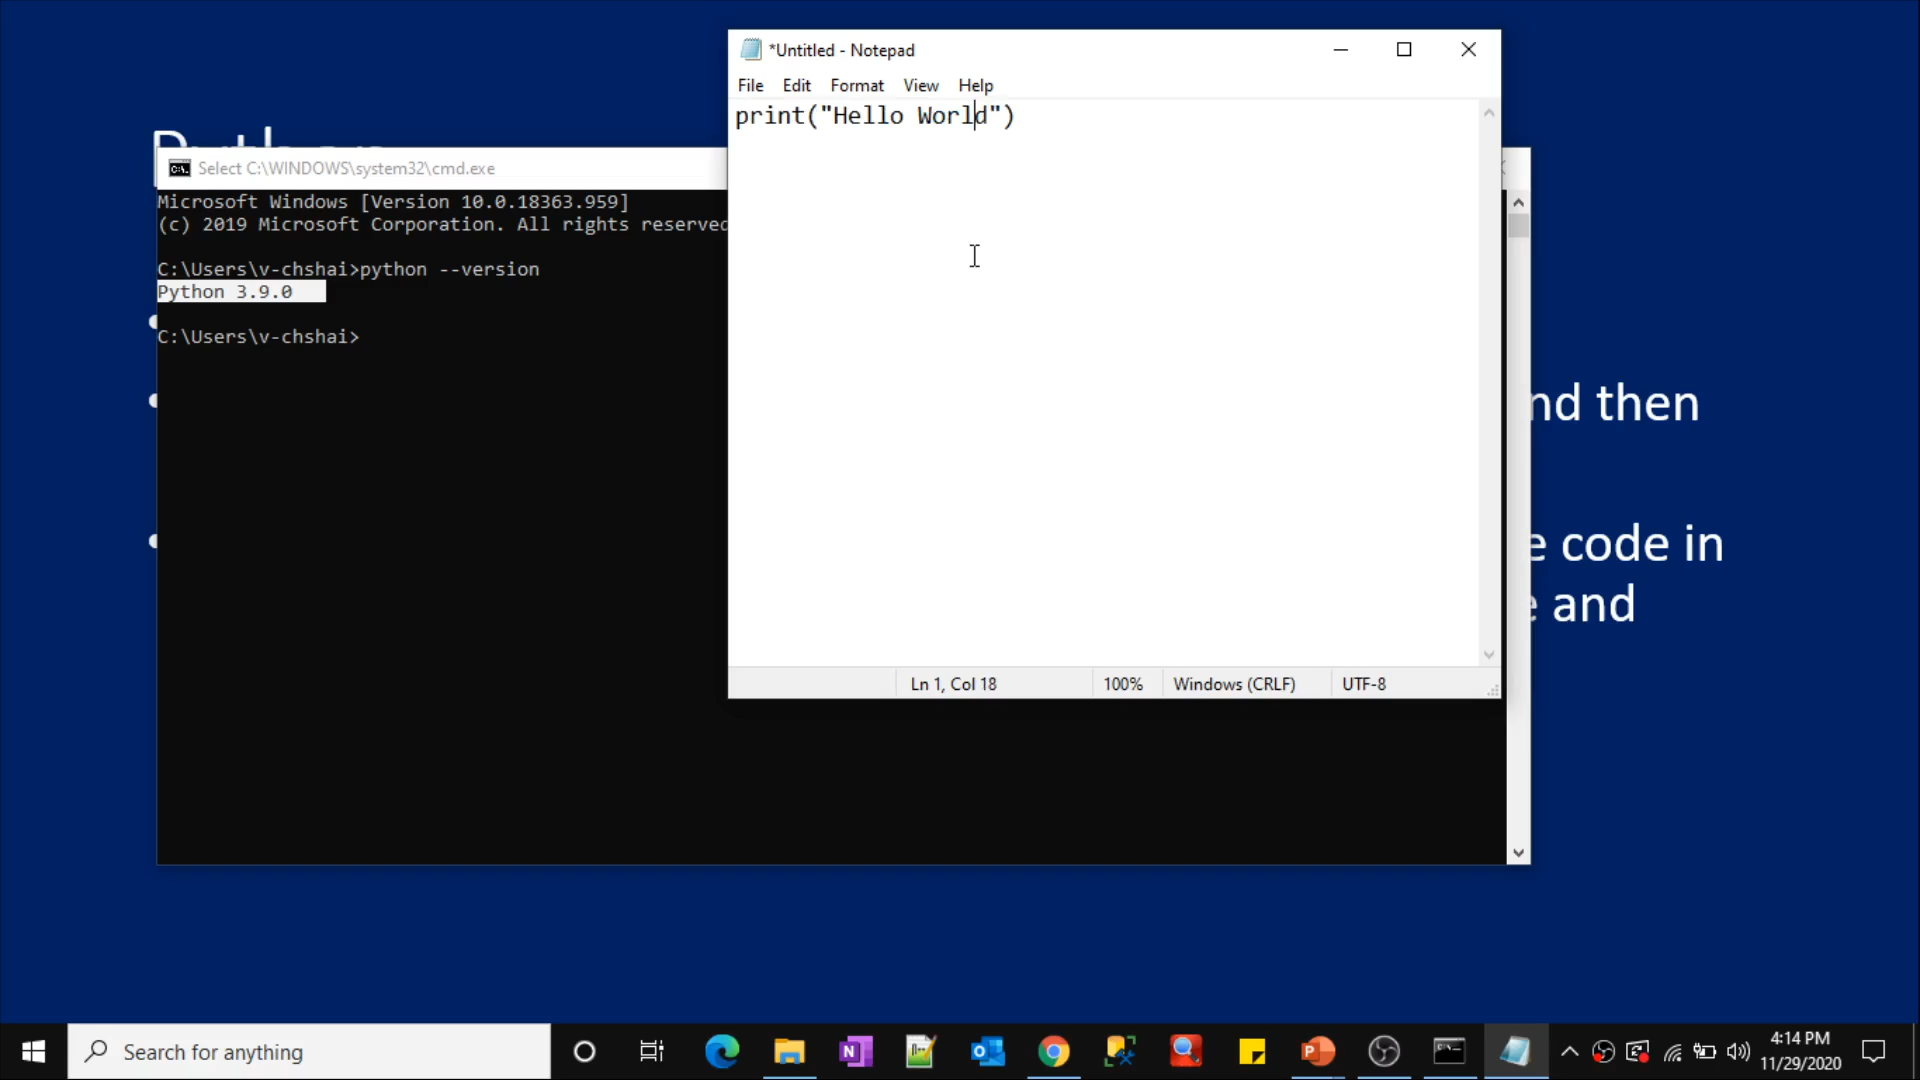 *Untitled - Notepad
File Edit Format View Help
print("Hello World")
Select C:\WINDOWS\system32\cmd.exe
Microsoft Windows [Version 10.0.18363.959]
(c) 2019 Microsoft Corporation. All rights reserved
C:\Users\v-chshai>python --version
Python 3.9.0
C:\Users\v-chshai>
and then
code in
and
Ln 1, Col 18 100% Windows (CRLF) UTF-8
Search for anything
4:14 PM
11/29/2020